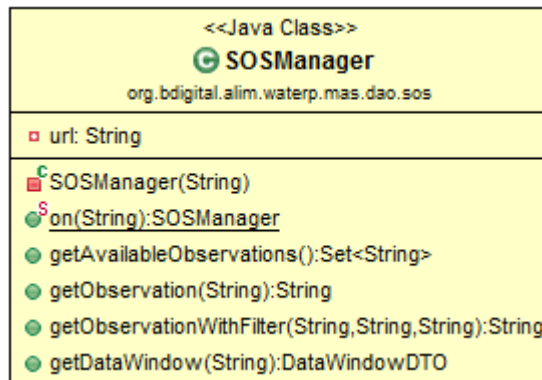 <<Java Class>>
SOSManager
org.bdigital.alim.waterp.mas.dao.sos
url: String
SOSManager(String)
on(String):SOSManager
getAvailableObservations():Set<String>
getObservation(String):String
getObservationWithFilter(String,String,String):String
getDataWindow(String):DataWindowDTO